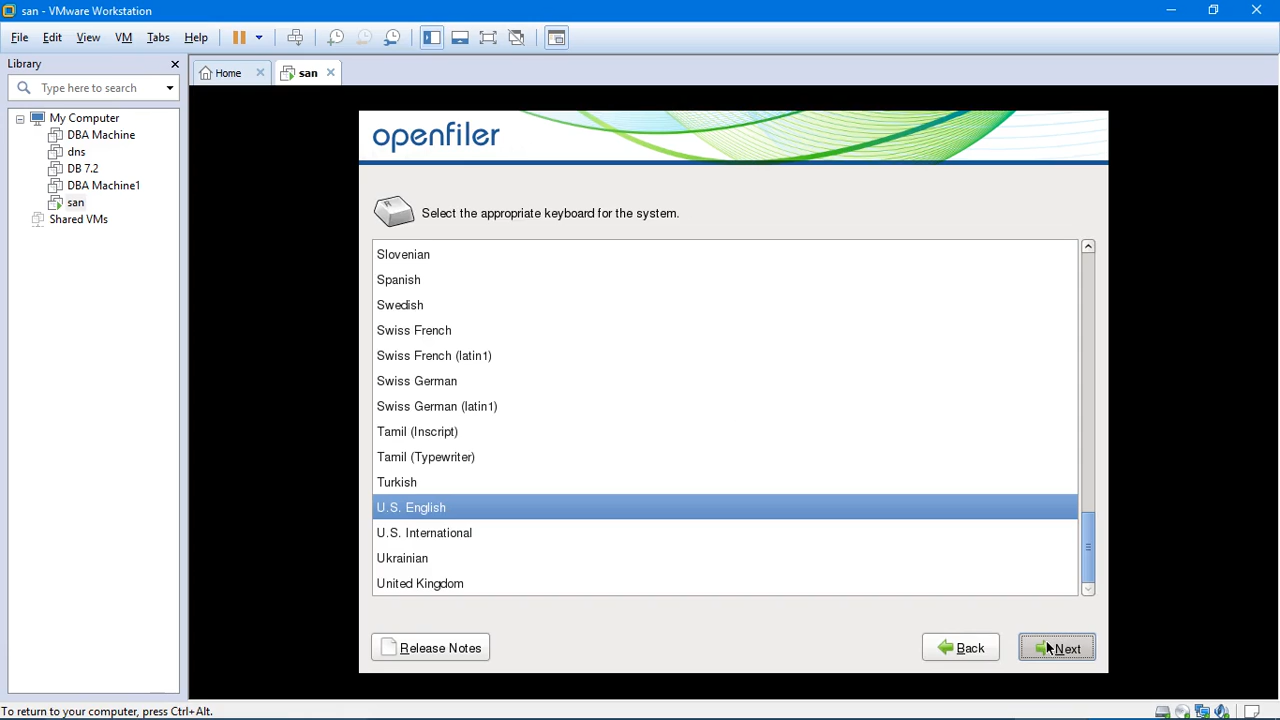 san - VMware Workstation
File Edit View VM Tabs Help
Library
Type here to search
My Computer
DBA Machine
dns
DB 7.2
DBA Machine1
san
Shared VMs
Home
san
openfiler
Select the appropriate keyboard for the system.
Slovenian
Spanish
Swedish
Swiss French
Swiss French (latin1)
Swiss German
Swiss German (latin1)
Tamil (Inscript)
Tamil (Typewriter)
Turkish
U.S. English
U.S. International
Ukrainian
United Kingdom
Release Notes
Back
Next
To return to your computer, press Ctrl+Alt.